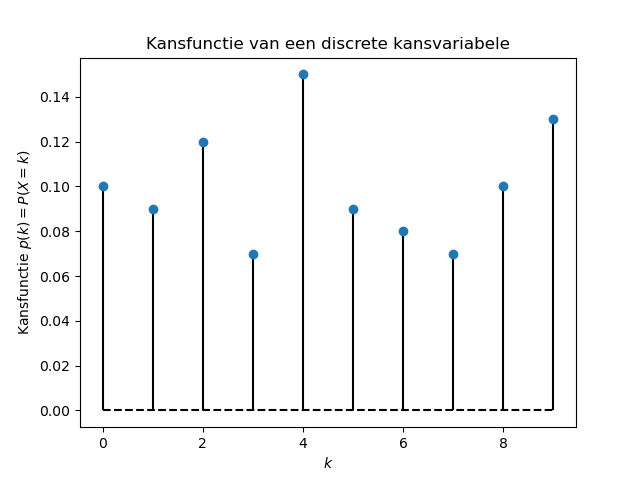 Kansfunctie van een discrete kansvariabele
Kansfunctie p(k) = P(X = k)
0.14
0.12
0.10
0.08
0.06
0.04
0.02
0.00
0 2 4 6 8
k